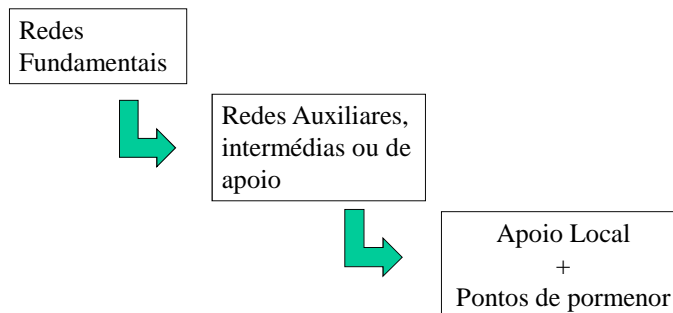 Redes
Fundamentais
Redes Auxiliares,
intermédias ou de
apoio
Apoio Local
+
Pontos de pormenor